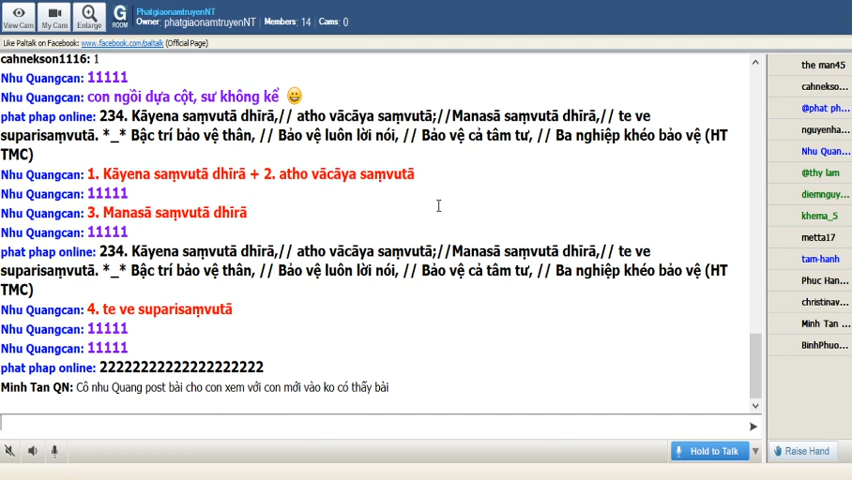 PhatgiaonamtruyenNT
Owner: phatgiaonamtruyenNT Members: 14 Cams: 0
View Cam My Cam Enlarge G ROOM
Like Paltalk on Facebook: www.facebook.com/paltalk (Official Page)
cahnekson1116: 1
Nhu Quangcan: 11111
Nhu Quangcan: con ngồi dựa cột, sư không kể 😀
phat phap online: 234. Kāyena saṃvutā dhīrā,// atho vācāya saṃvutā;//Manasā saṃvutā dhīrā,// te ve
suparisaṃvutā. *_* Bậc trí bảo vệ thân, // Bảo vệ luôn lời nói, // Bảo vệ cả tâm tư, // Ba nghiệp khéo bảo vệ (HT
TMC)
Nhu Quangcan: 1. Kāyena saṃvutā dhīrā + 2. atho vācāya saṃvutā
Nhu Quangcan: 11111
Nhu Quangcan: 3. Manasā saṃvutā dhīrā
Nhu Quangcan: 11111
phat phap online: 234. Kāyena saṃvutā dhīrā,// atho vācāya saṃvutā;//Manasā saṃvutā dhīrā,// te ve
suparisaṃvutā. *_* Bậc trí bảo vệ thân, // Bảo vệ luôn lời nói, // Bảo vệ cả tâm tư, // Ba nghiệp khéo bảo vệ (HT
TMC)
Nhu Quangcan: 4. te ve suparisaṃvutā
Nhu Quangcan: 11111
Nhu Quangcan: 11111
phat phap online: 22222222222222222222
Minh Tan QN: Cô nhu Quang post bài cho con xem với con mới vào ko có thấy bài
Hold to Talk
Raise Hand
the man45
cahnekso...
@phat ph...
nguyenha...
Nhu Quan...
@thy lam
diemnguy...
khema_5
metta17
tam-hanh
Phuc Han...
christinav...
Minh Tan ...
BinhPhuo...